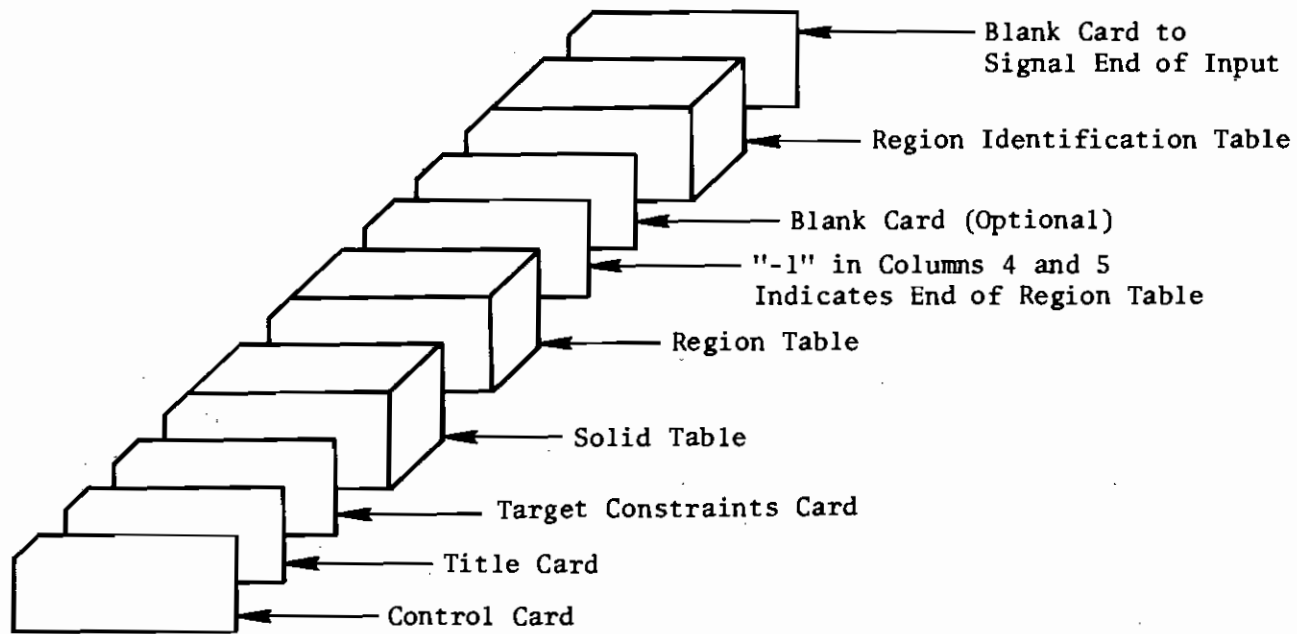 Blank Card to
Signal End of Input
Region Identification Table
Blank Card (Optional)
"-1" in Columns 4 and 5
Indicates End of Region Table
Region Table
Solid Table
Target Constraints Card
Title Card
Control Card